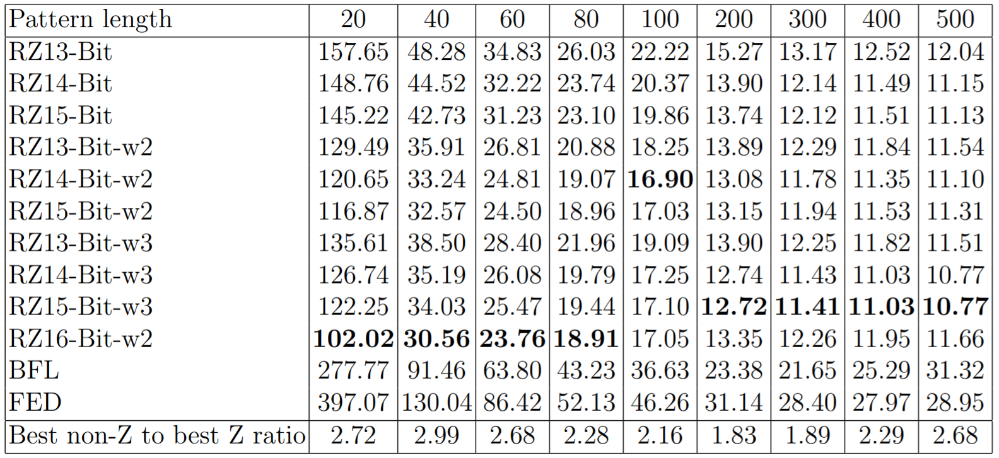 Pattern length 20 40 60 80 100 200 300 400 500
RZ13-Bit 157.65 48.28 34.83 26.03 22.22 15.27 13.17 12.52 12.04
RZ14-Bit 148.76 44.52 32.22 23.74 20.37 13.90 12.14 11.49 11.15
RZ15-Bit 145.22 42.73 31.23 23.10 19.86 13.74 12.12 11.51 11.13
RZ13-Bit-w2 129.49 35.91 26.81 20.88 18.25 13.89 12.29 11.84 11.54
RZ14-Bit-w2 120.65 33.24 24.81 19.07 16.90 13.08 11.78 11.35 11.10
RZ15-Bit-w2 116.87 32.57 24.50 18.96 17.03 13.15 11.94 11.53 11.31
RZ13-Bit-w3 135.61 38.50 28.40 21.96 19.09 13.90 12.25 11.82 11.51
RZ14-Bit-w3 126.74 35.19 26.08 19.79 17.25 12.74 11.43 11.03 10.77
RZ15-Bit-w3 122.25 34.03 25.47 19.44 17.10 12.72 11.41 11.03 10.77
RZ16-Bit-w2 102.02 30.56 23.76 18.91 17.05 13.35 12.26 11.95 11.66
BFL 277.77 91.46 63.80 43.23 36.63 23.38 21.65 25.29 31.32
FED 397.07 130.04 86.42 52.13 46.26 31.14 28.40 27.97 28.95
Best non-Z to best Z ratio 2.72 2.99 2.68 2.28 2.16 1.83 1.89 2.29 2.68